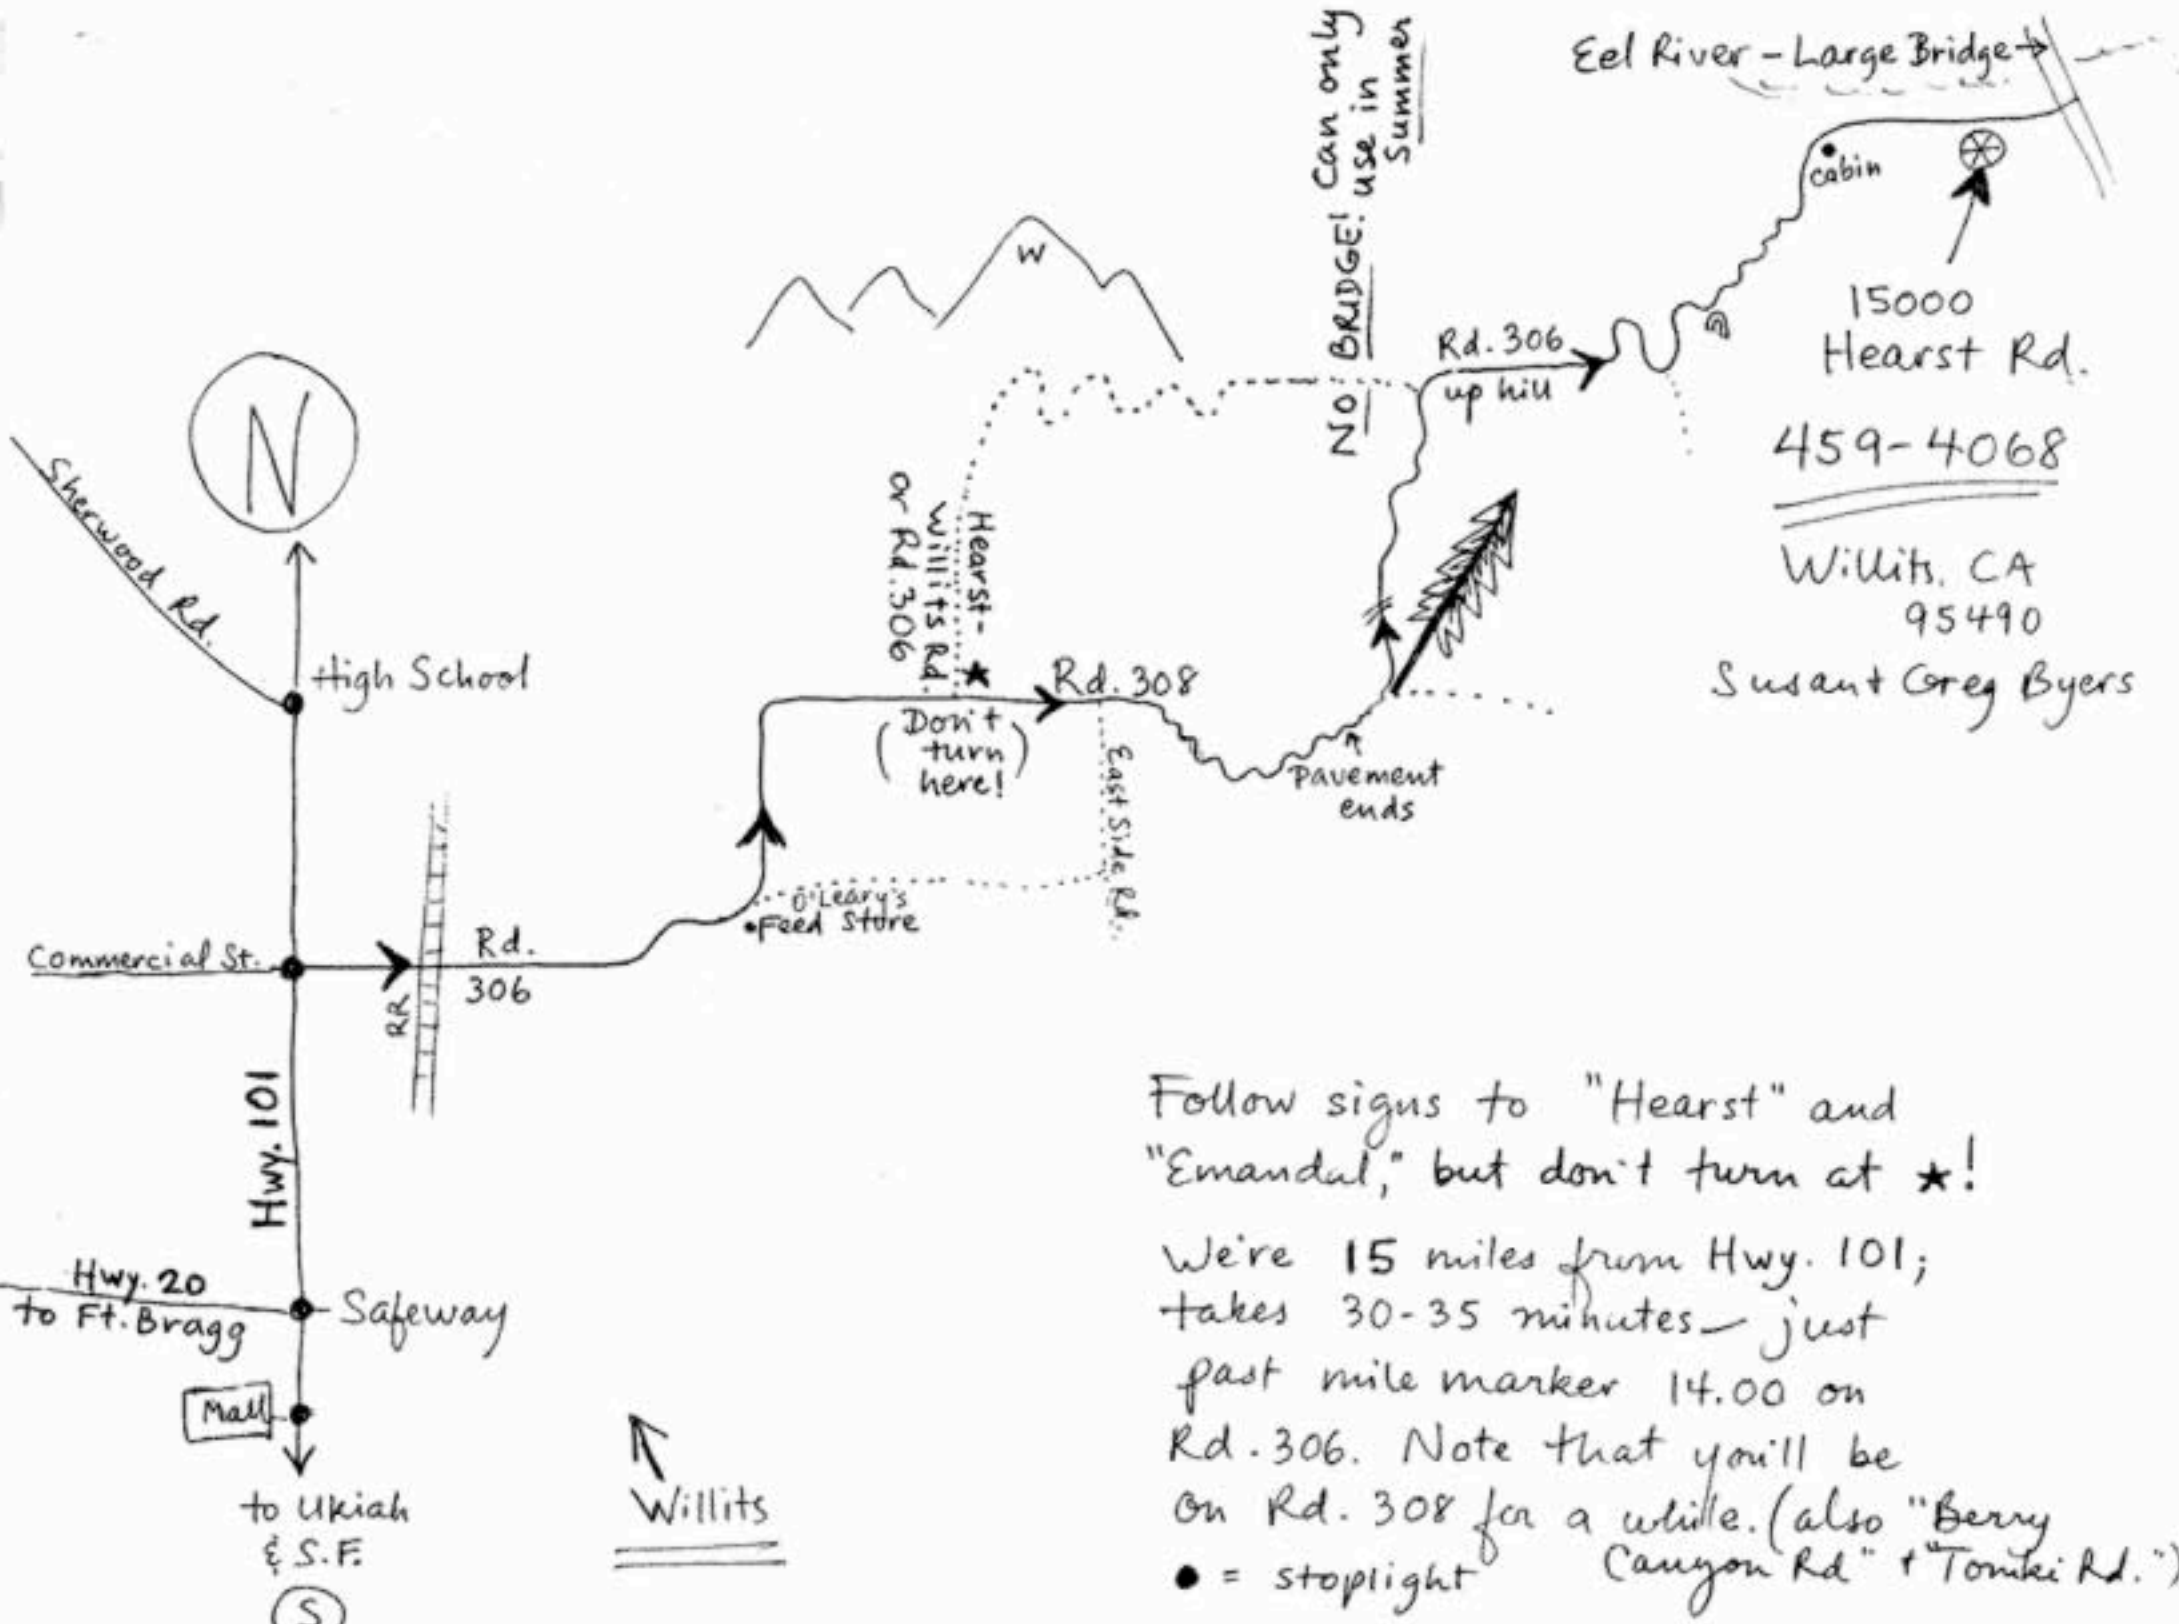 Eel River – Large Bridge →
NO BRIDGE! Can only
use in
Summer
W
cabin
Rd. 306
up hill
15000
Hearst Rd.
459-4068
Willits, CA
95490
Susan + Greg Byers
N
Sherwood Rd.
High School
Hearst-
Willits Rd.
or Rd. 306
★
Rd. 308
(Don't
turn
here!)
East Side Rd.
Pavement
ends
O'Leary's
Feed Store
Commercial St.
RR
Rd.
306
Hwy. 101
Hwy. 20
to Ft. Bragg
Safeway
Mall
to Ukiah
& S.F.
S
Willits
Follow signs to "Hearst" and
"Emandal," but don't turn at ★!
We're 15 miles from Hwy. 101;
takes 30-35 minutes – just
past mile marker 14.00 on
Rd. 306. Note that you'll be
on Rd. 308 for a while. (also "Berry
Canyon Rd" + "Tomki Rd.")
● = stoplight